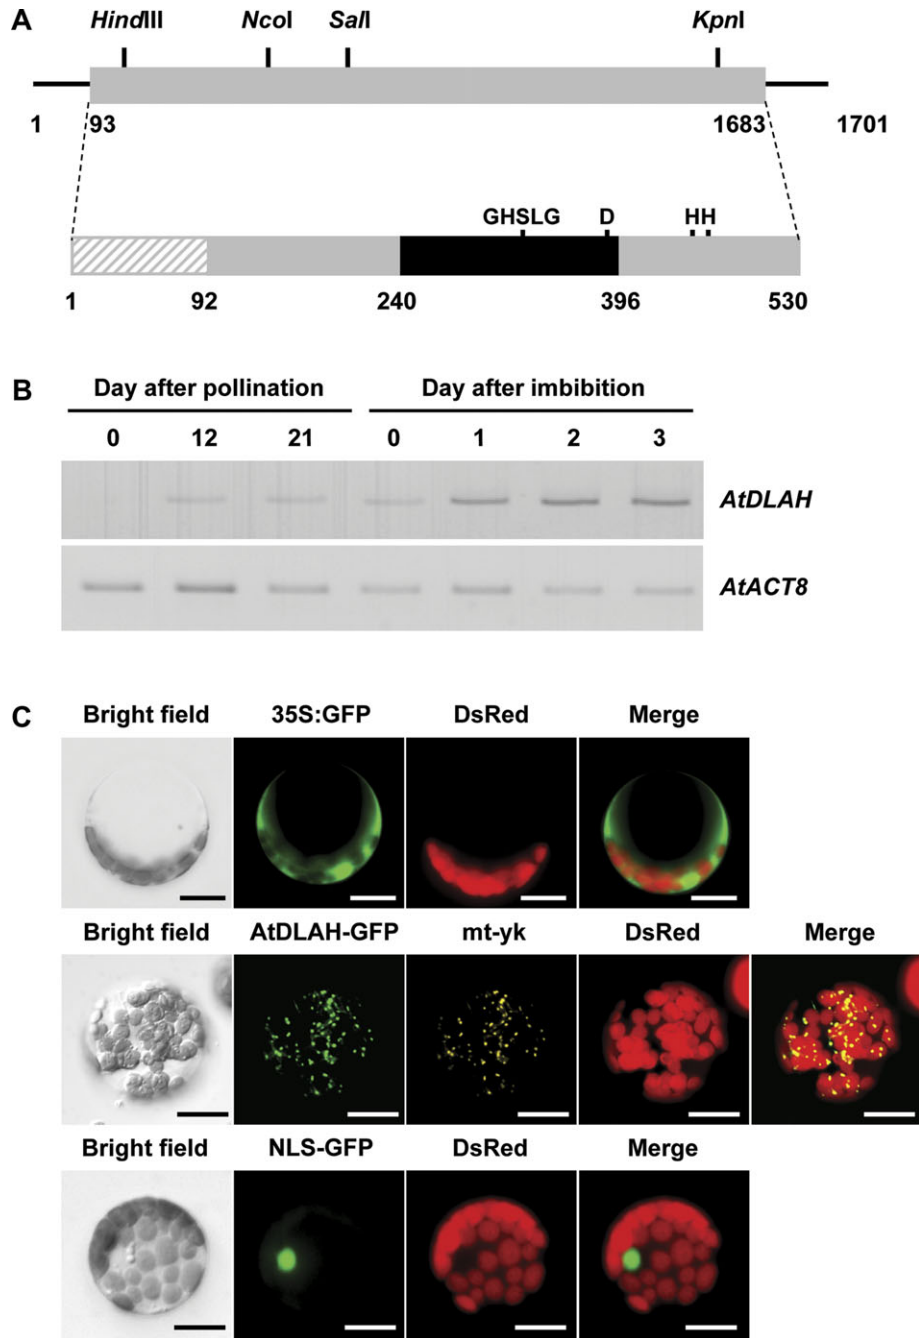 A
HindIII NcoI SalI KpnI
1 93 1683 1701
GHSLG D HH
1 92 240 396 530
B
Day after pollination Day after imbibition
0 12 21 0 1 2 3
AtDLAH
AtACT8
C
Bright field 35S:GFP DsRed Merge
Bright field AtDLAH-GFP mt-yk DsRed Merge
Bright field NLS-GFP DsRed Merge